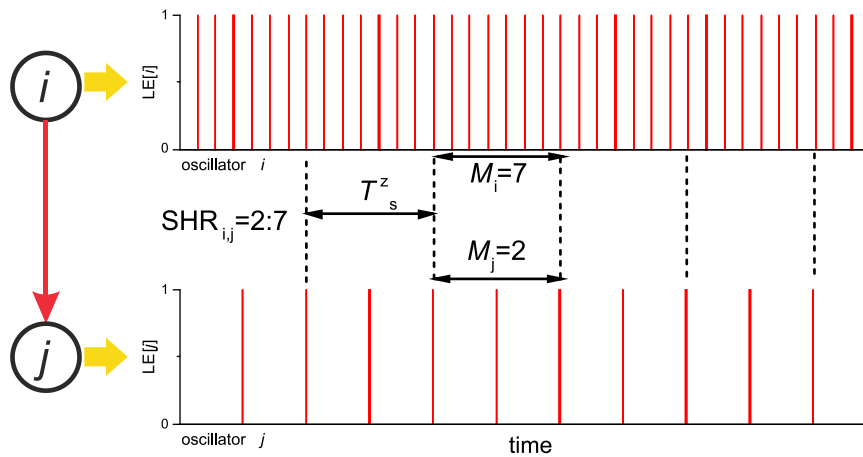 i
LE[i]
1
0
oscillator i
M_i=7
T^z_s
SHR_i,j=2:7
M_j=2
j
LE[j]
1
0
oscillator j
time